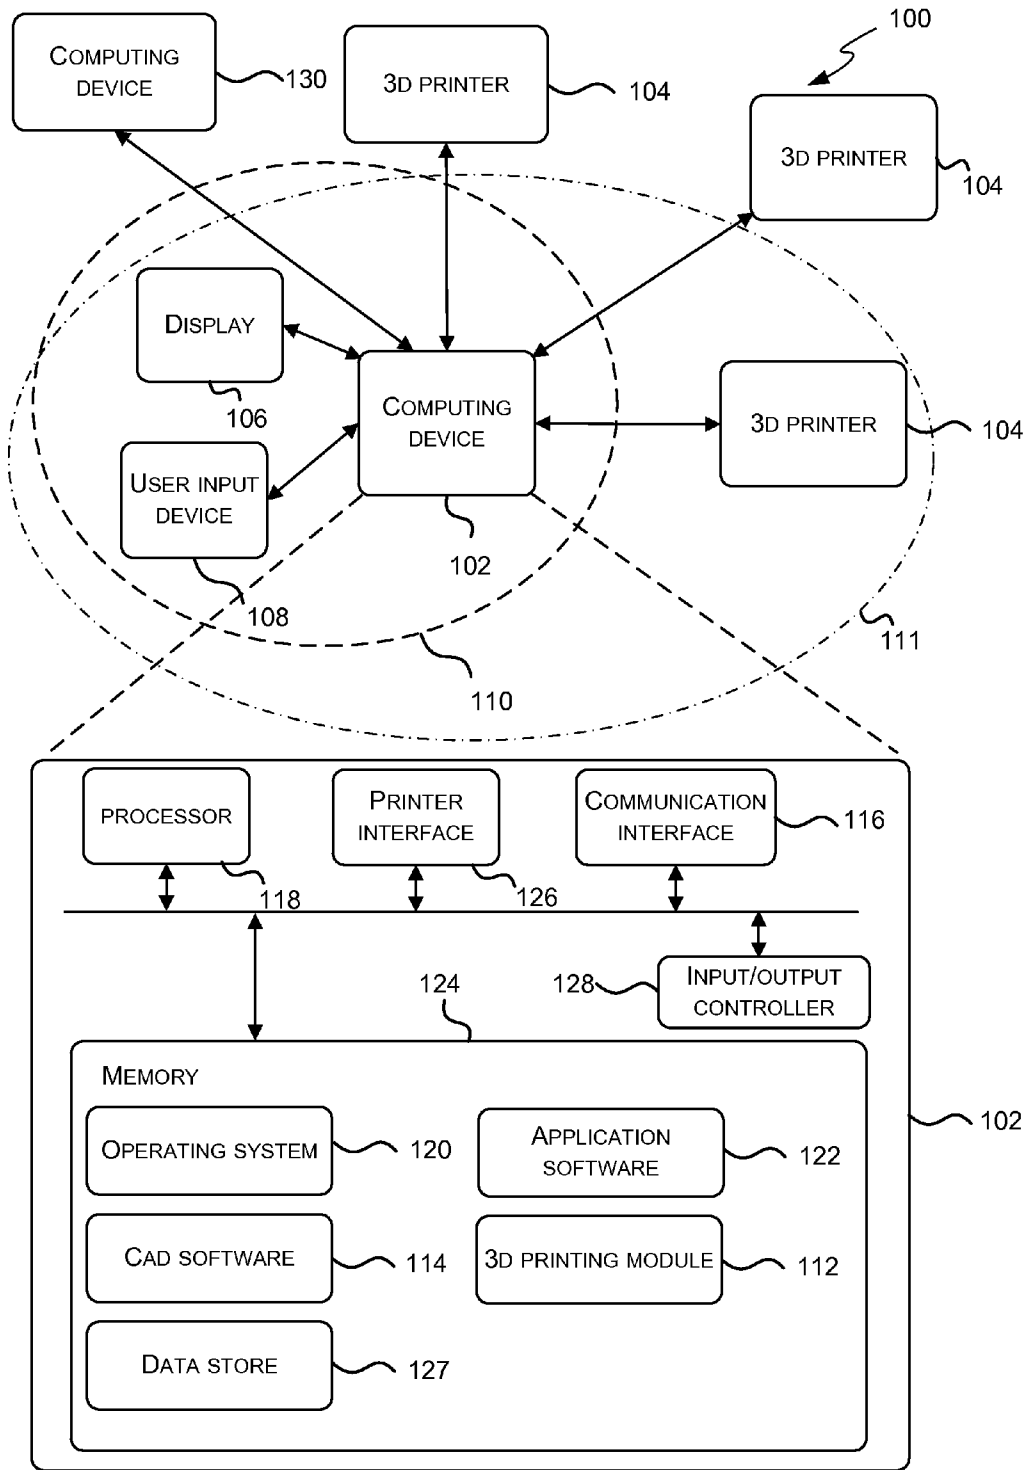 100
COMPUTING
DEVICE
130
3D PRINTER
104
3D PRINTER
104
DISPLAY
106
COMPUTING
DEVICE
102
3D PRINTER
104
USER INPUT
DEVICE
108
110
111
PROCESSOR
118
PRINTER
INTERFACE
126
COMMUNICATION
INTERFACE
116
128
INPUT/OUTPUT
CONTROLLER
124
MEMORY
102
OPERATING SYSTEM
120
APPLICATION
SOFTWARE
122
CAD SOFTWARE
114
3D PRINTING MODULE
112
DATA STORE
127